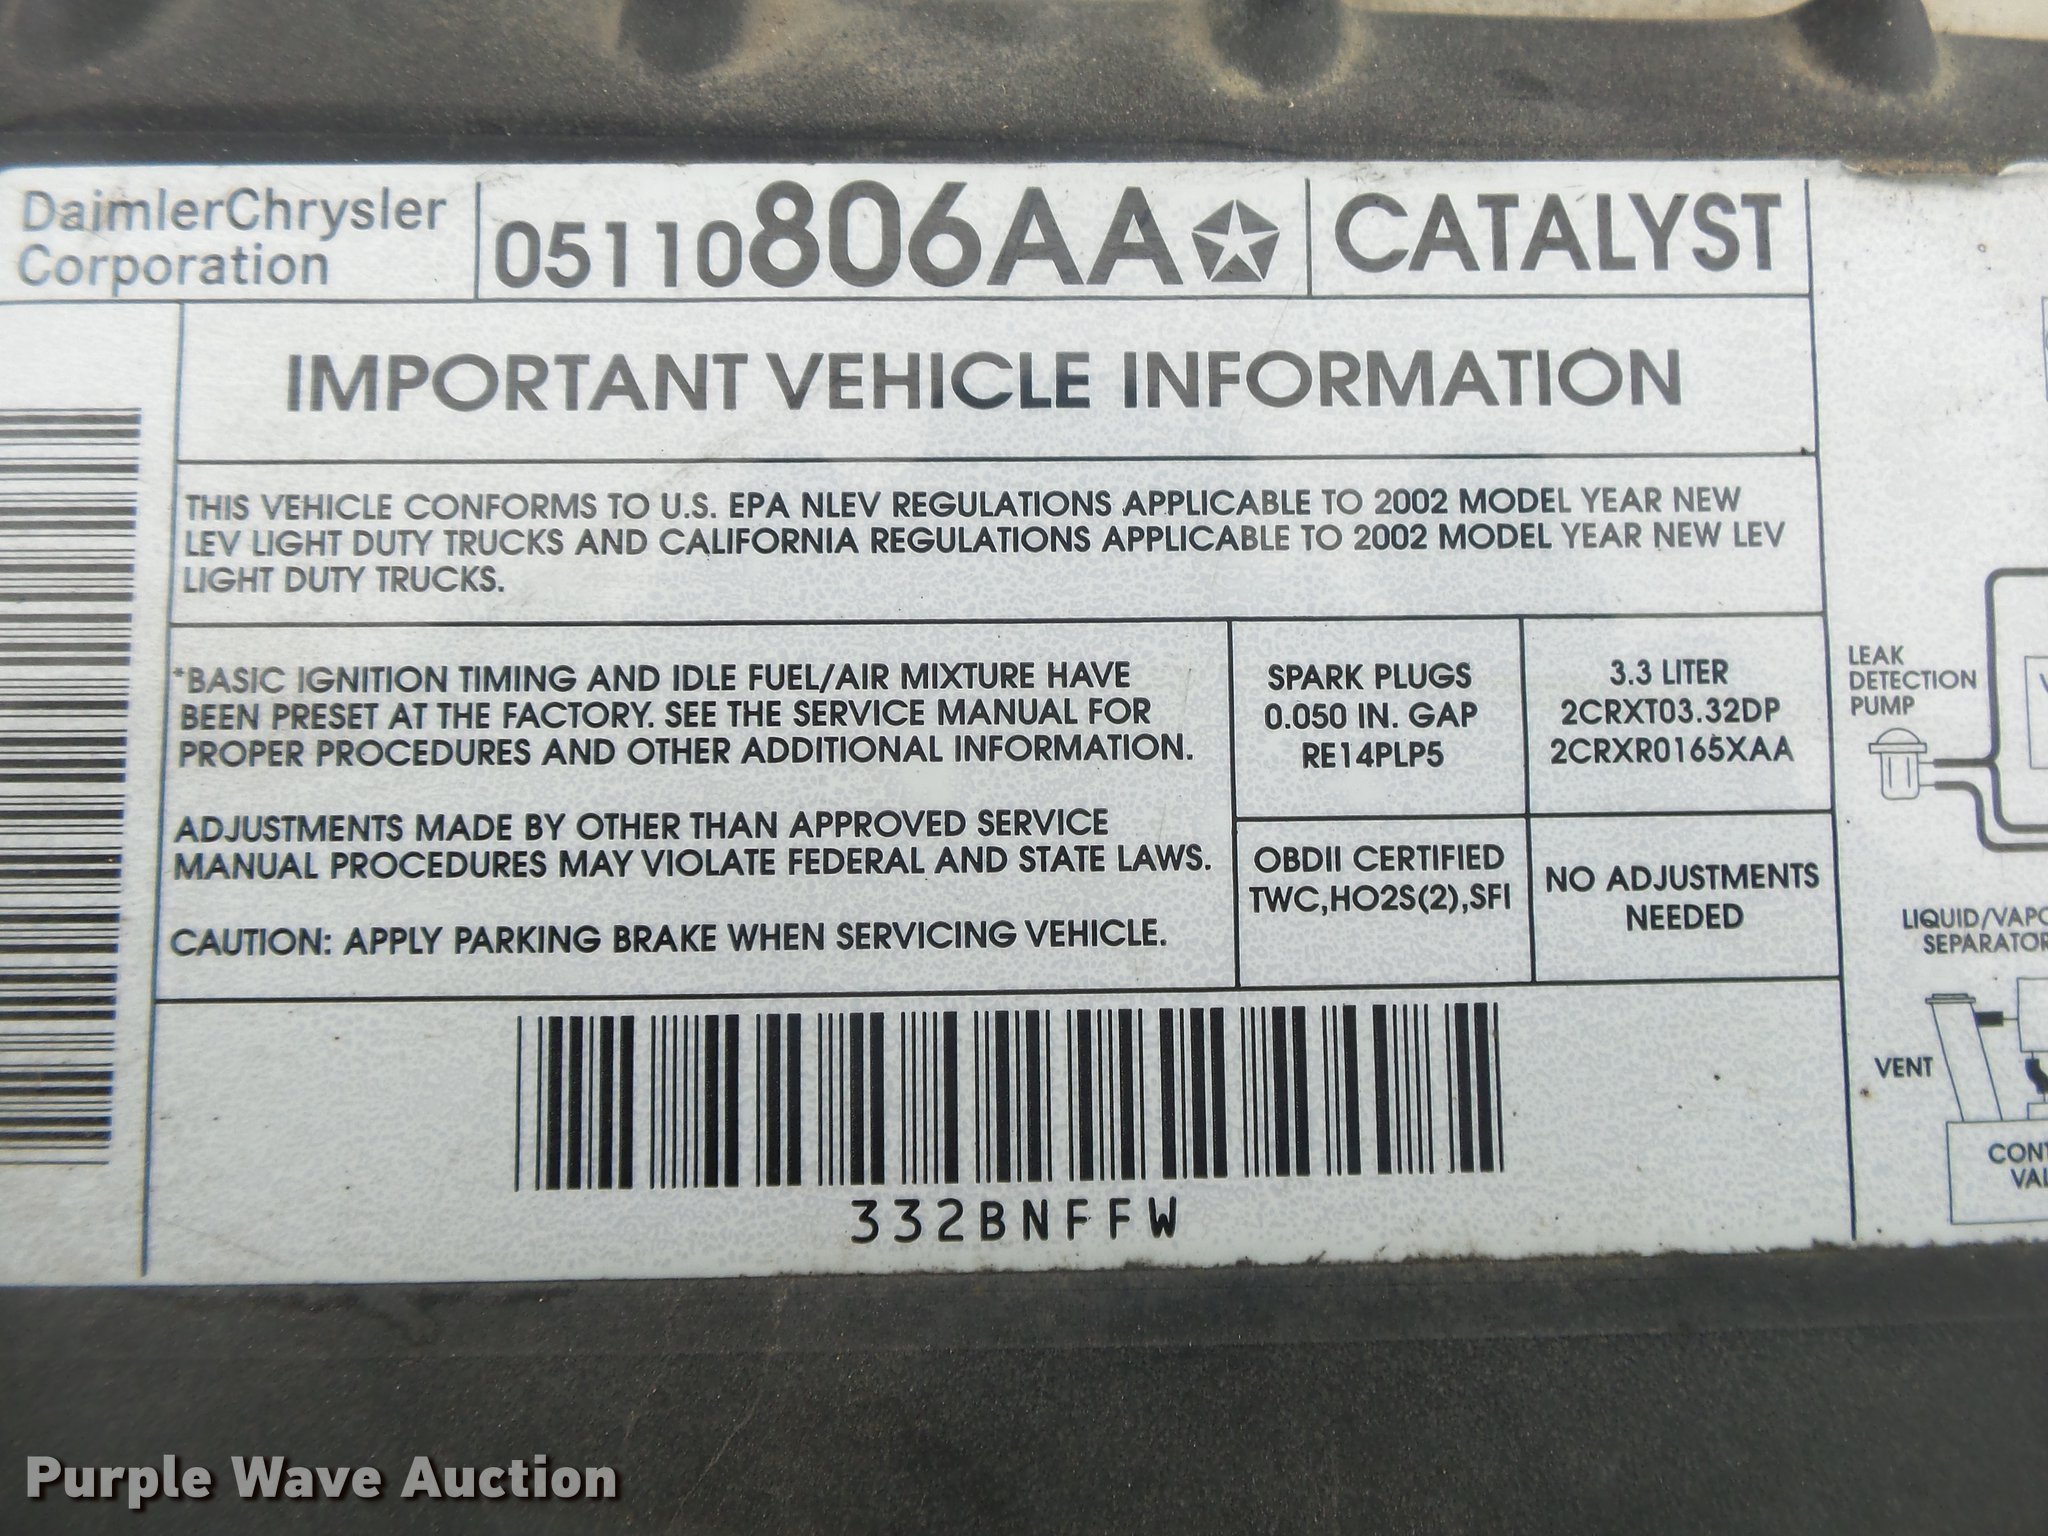 DaimlerChrysler
Corporation
05110806AA
CATALYST
IMPORTANT VEHICLE INFORMATION
THIS VEHICLE CONFORMS TO U.S. EPA NLEV REGULATIONS APPLICABLE TO 2002 MODEL YEAR NEW
LEV LIGHT DUTY TRUCKS AND CALIFORNIA REGULATIONS APPLICABLE TO 2002 MODEL YEAR NEW LEV
LIGHT DUTY TRUCKS.
*BASIC IGNITION TIMING AND IDLE FUEL/AIR MIXTURE HAVE
BEEN PRESET AT THE FACTORY. SEE THE SERVICE MANUAL FOR
PROPER PROCEDURES AND OTHER ADDITIONAL INFORMATION.
ADJUSTMENTS MADE BY OTHER THAN APPROVED SERVICE
MANUAL PROCEDURES MAY VIOLATE FEDERAL AND STATE LAWS.
CAUTION: APPLY PARKING BRAKE WHEN SERVICING VEHICLE.
SPARK PLUGS
0.050 IN. GAP
RE14PLP5
3.3 LITER
2CRXT03.32DP
2CRXR0165XAA
OBDII CERTIFIED
TWC,HO2S(2),SFI
NO ADJUSTMENTS
NEEDED
332BNFFW
LEAK
DETECTION
PUMP
LIQUID/VAPO
SEPARATOR
VENT
CONT
VAL
Purple Wave Auction